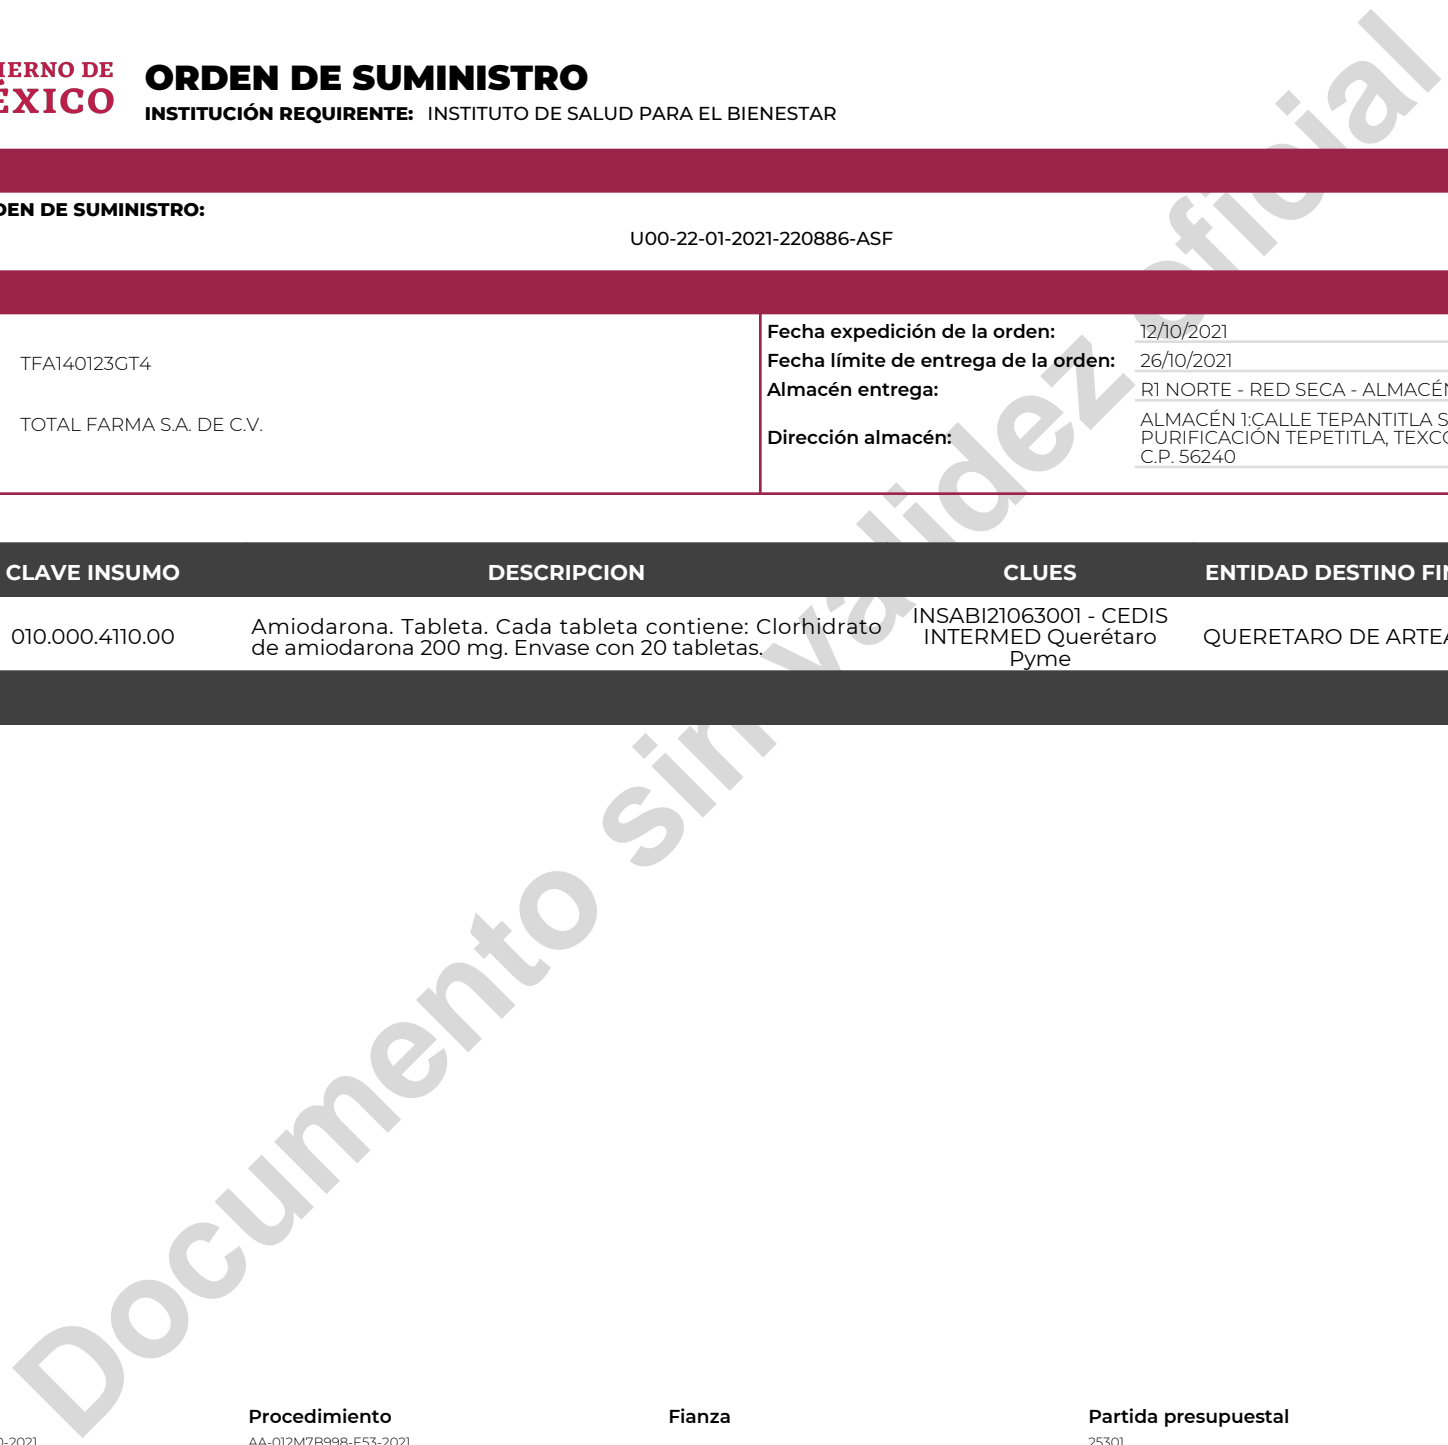 ORDEN DE SUMINISTRO
INSTITUCIÓN REQUIRENTE: INSTITUTO DE SALUD PARA EL BIENESTAR
DE SUMINISTRO:
U00-22-01-2021-220886-ASF
TFA140123GT4
TOTAL FARMA S.A. DE C.V.
Fecha expedición de la orden: 12/10/2021
Fecha límite de entrega de la orden: 26/10/2021
Almacén entrega: R1 NORTE - RED SECA - ALMACÉN
Dirección almacén:
ALMACÉN 1:CALLE TEPANTITLA S
PURIFICACIÓN TEPETITLA, TEXCO
C.P. 56240
CLAVE INSUMO DESCRIPCION CLUES ENTIDAD DESTINO FIN
010.000.4110.00
Amiodarona. Tableta. Cada tableta contiene: Clorhidrato
de amiodarona 200 mg. Envase con 20 tabletas.
INSABI21063001 - CEDIS
INTERMED Querétaro
Pyme
QUERETARO DE ARTEA
Documento sin validez oficial
Procedimiento Fianza Partida presupuestal
-2021 AA-012M7B998-E53-2021 25301